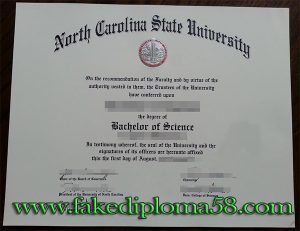 North Carolina State University
On the recommendation of the Faculty and by virtue of the
authority vested in them, the Trustees of the University
have conferred upon
the degree of
Bachelor of Science
In testimony whereof, the seal of the University and the
signatures of its officers are hereunto affixed
this the first day of August,
www.fakediploma58.com